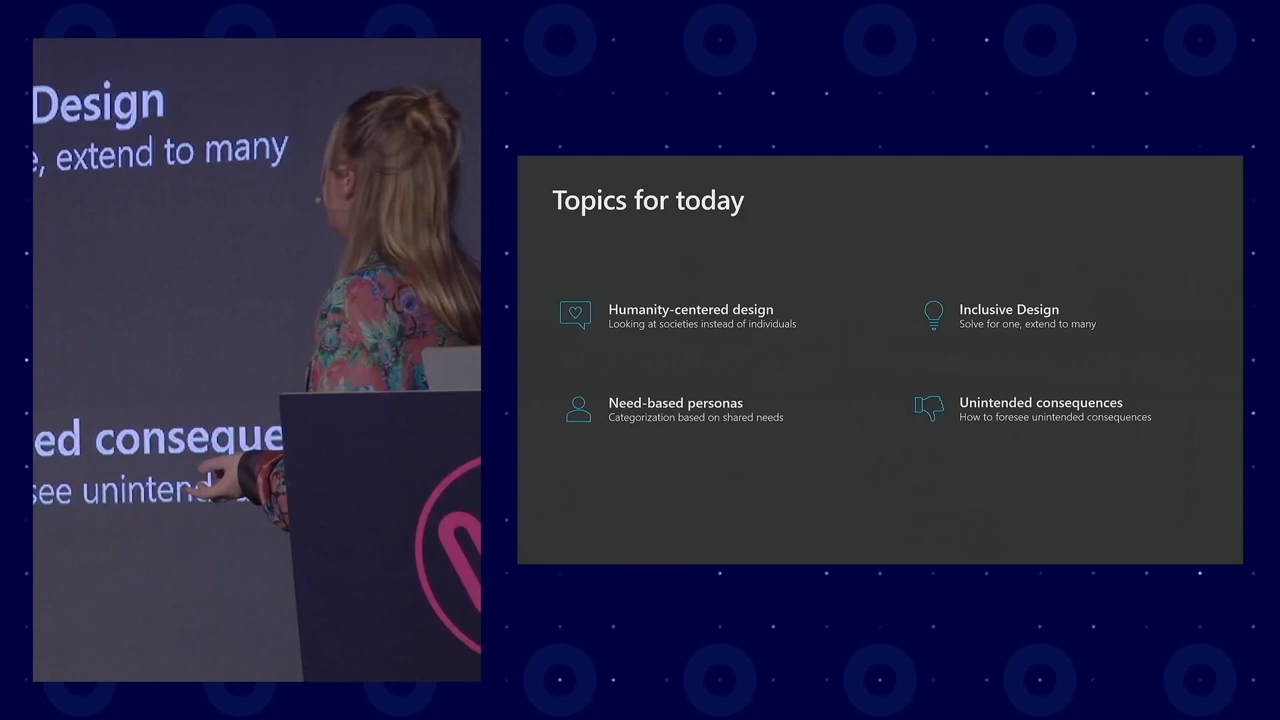 Design
e, extend to many
ed conseque
see unintend
Topics for today
Humanity-centered design
Looking at societies instead of individuals
Inclusive Design
Solve for one, extend to many
Need-based personas
Categorization based on shared needs
Unintended consequences
How to foresee unintended consequences